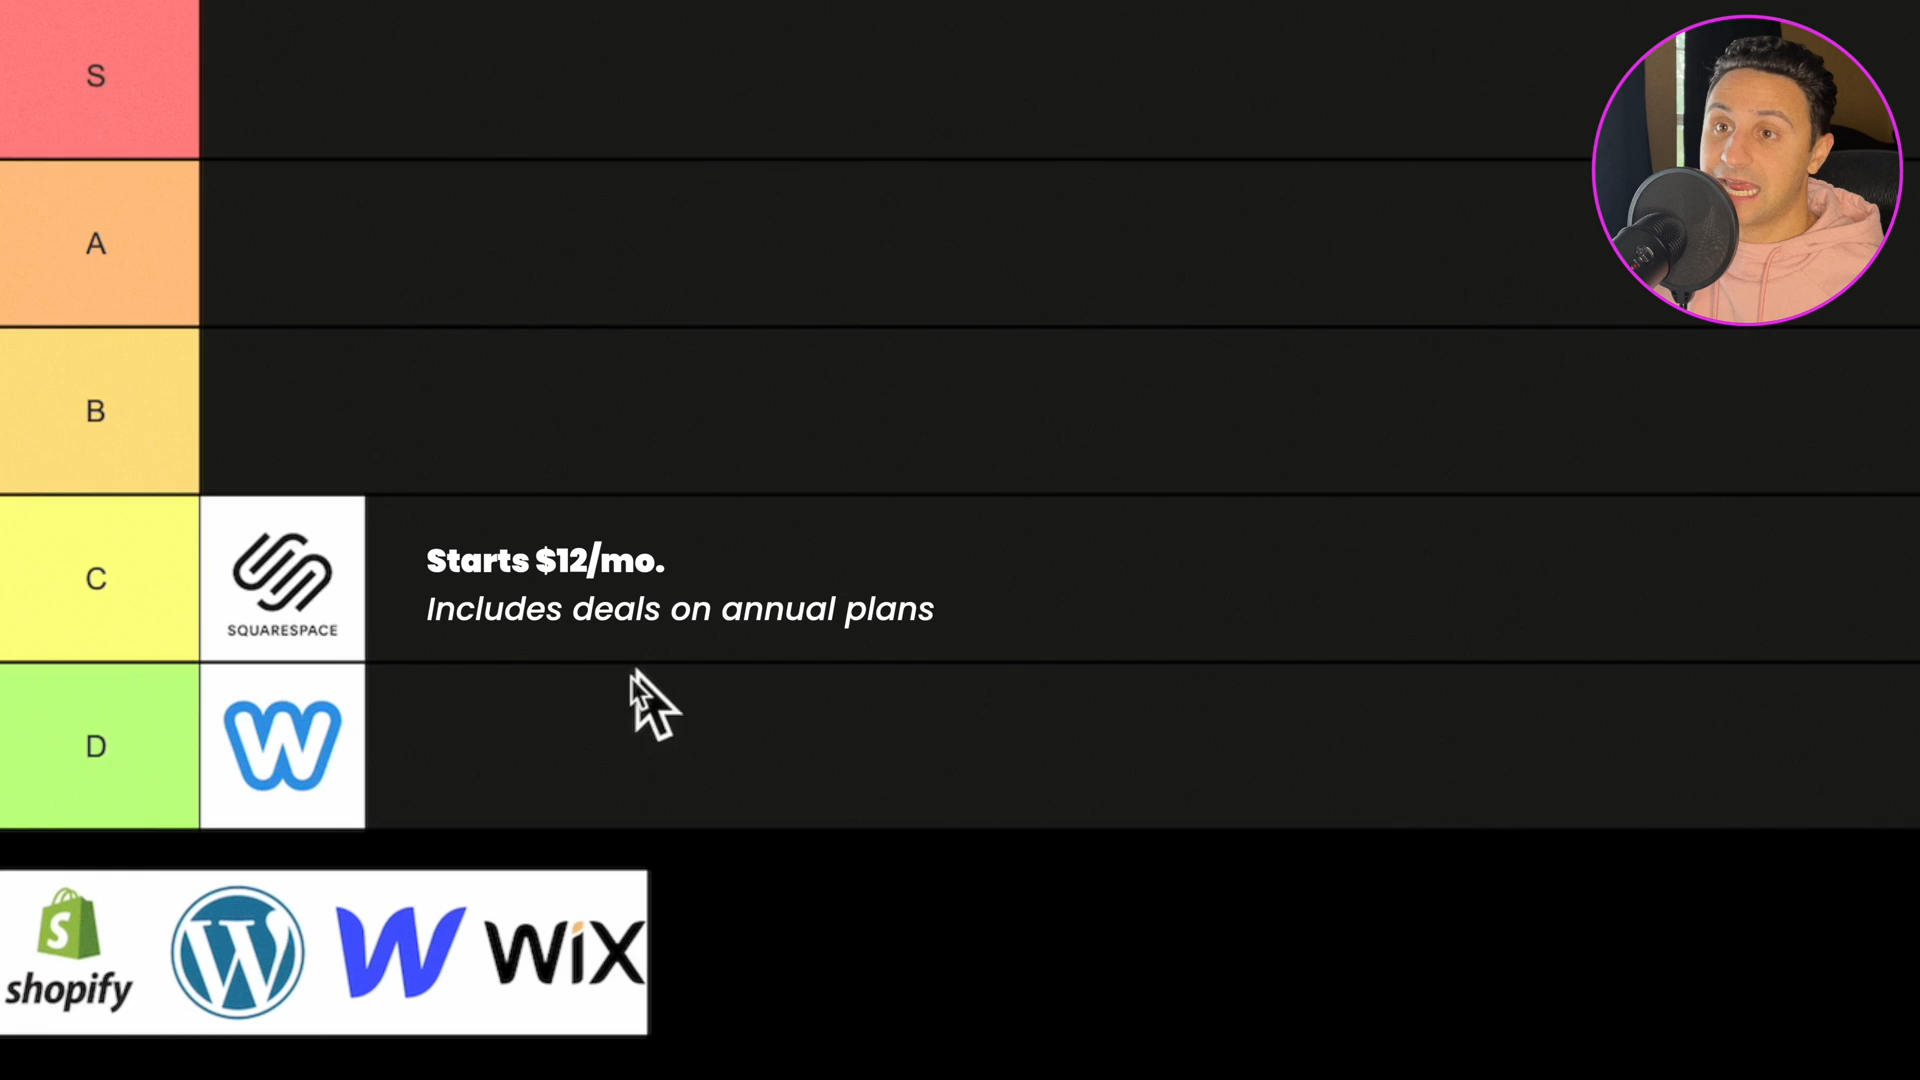 S
A
B
C
SQUARESPACE
Starts $12/mo.
Includes deals on annual plans
D
W
S
shopify
W
W
WiX